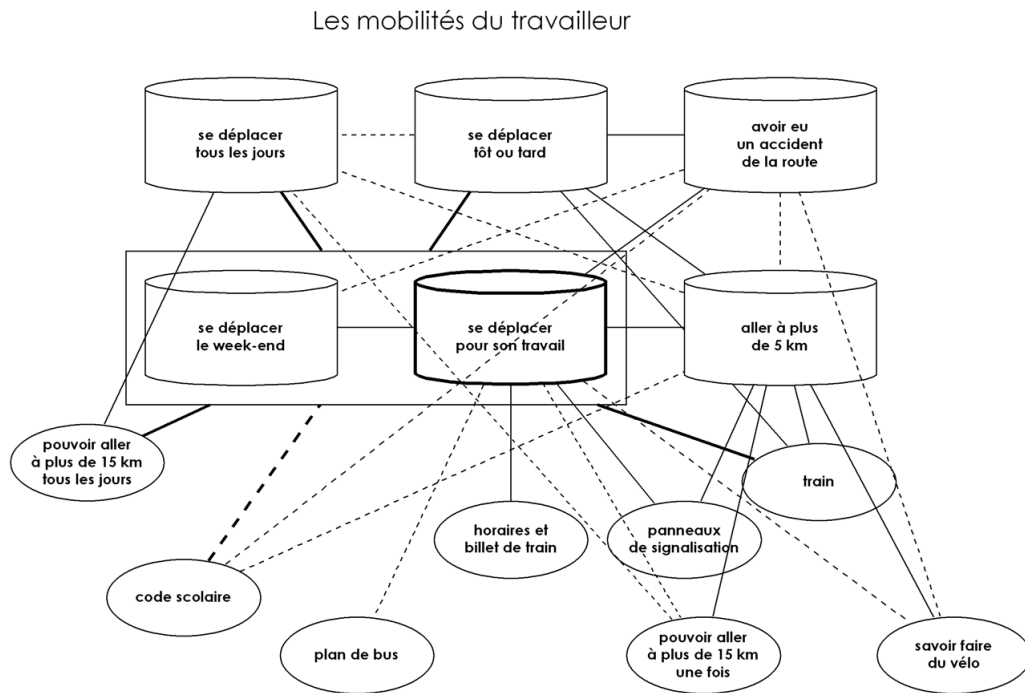 Les mobilités du travailleur
se déplacer
tous les jours
se déplacer
tôt ou tard
avoir eu
un accident
de la route
se déplacer
le week-end
se déplacer
pour son travail
aller à plus
de 5 km
pouvoir aller
à plus de 15 km
tous les jours
train
horaires et
billet de train
panneaux
de signalisation
code scolaire
plan de bus
pouvoir aller
à plus de 15 km
une fois
savoir faire
du vélo